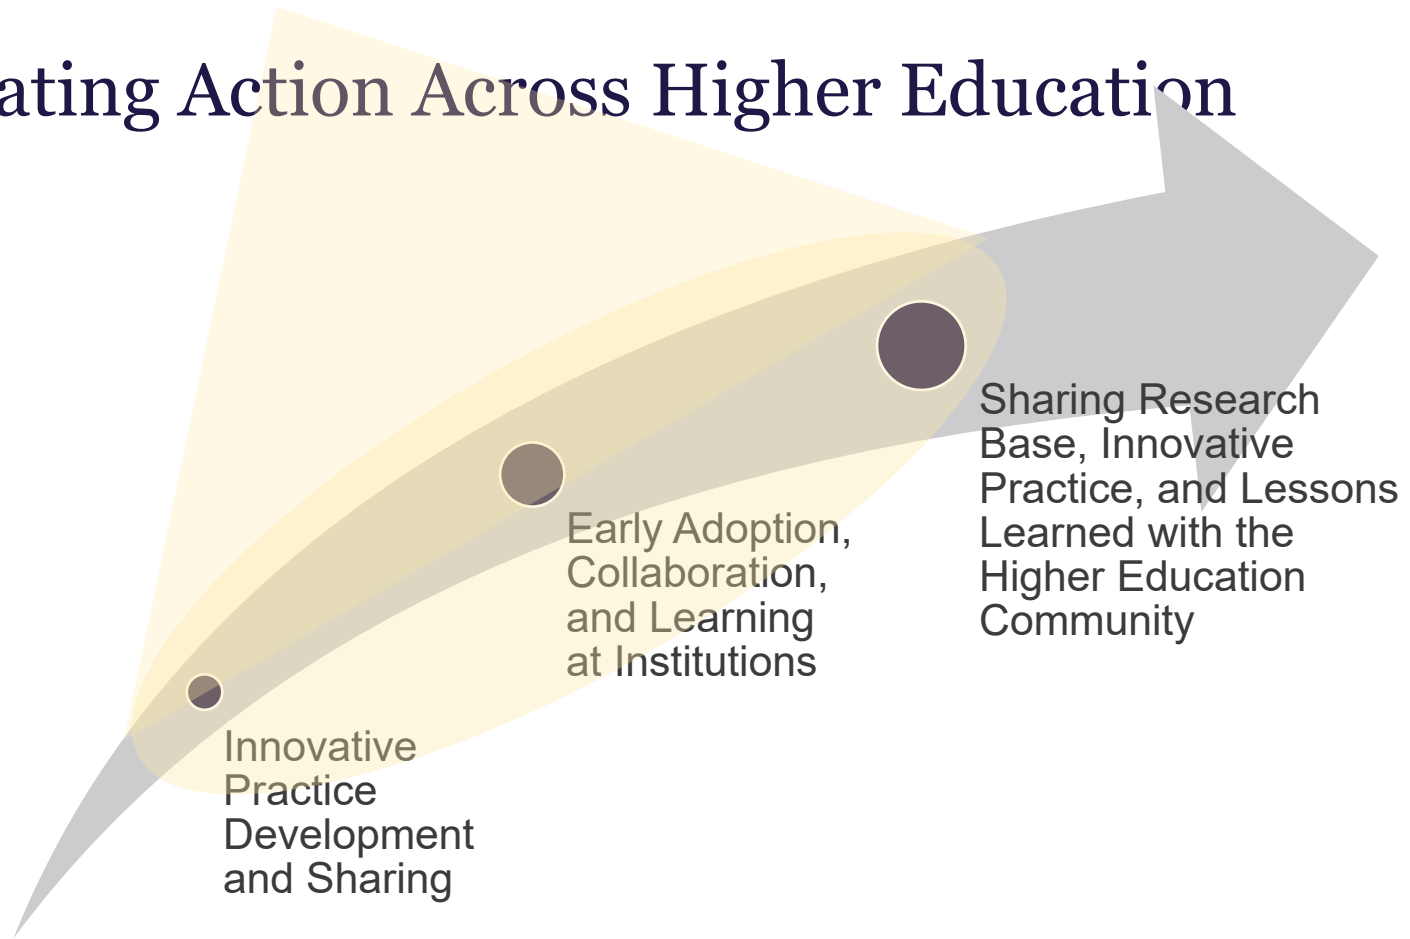 ating Action Across Higher Education
Sharing Research
Base, Innovative
Practice, and Lessons
Learned with the
Higher Education
Community
Early Adoption,
Collaboration,
and Learning
at Institutions
Innovative
Practice
Development
and Sharing